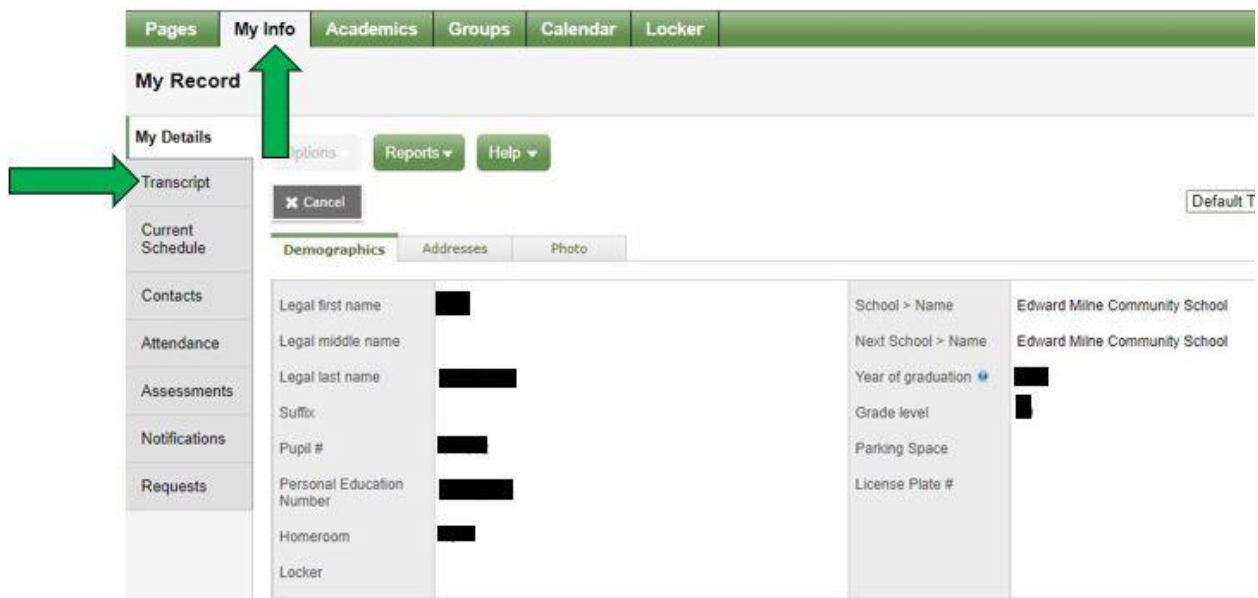 Pages My Info Academics Groups Calendar Locker
My Record
My Details
Transcript
Current
Schedule
Contacts
Attendance
Assessments
Notifications
Requests
Options Reports Help
Cancel
Default T
Demographics Addresses Photo
Legal first name
Legal middle name
Legal last name
Suffix
Pupil #
Personal Education
Number
Homeroom
Locker
School > Name Edward Milne Community School
Next School > Name Edward Milne Community School
Year of graduation
Grade level
Parking Space
License Plate #